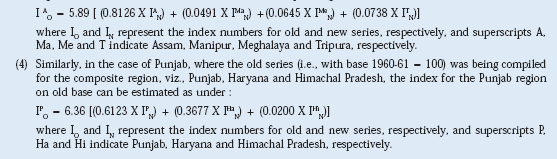 I^A_O = 5.89 [ (0.8126 X I^A_N) + (0.0491 X I^Ma_N) +(0.0645 X I^Me_N) + (0.0738 X I^T_N)]
where I_O and I_N represent the index numbers for old and new series, respectively, and superscripts A,
Ma, Me and T indicate Assam, Manipur, Meghalaya and Tripura, respectively.
(4) Similarly, in the case of Punjab, where the old series (i.e., with base 1960-61 = 100) was being compiled
for the composite region, viz., Punjab, Haryana and Himachal Pradesh, the index for the Punjab region
on old base can be estimated as under :
I^P_O = 6.36 [(0.6123 X I^P_N) + (0.3677 X I^Ha_N) + (0.0200 X I^Hi_N)]
where I_O and I_N represent the index numbers for old and new series, respectively, and superscripts P,
Ha and Hi indicate Punjab, Haryana and Himachal Pradesh, respectively.